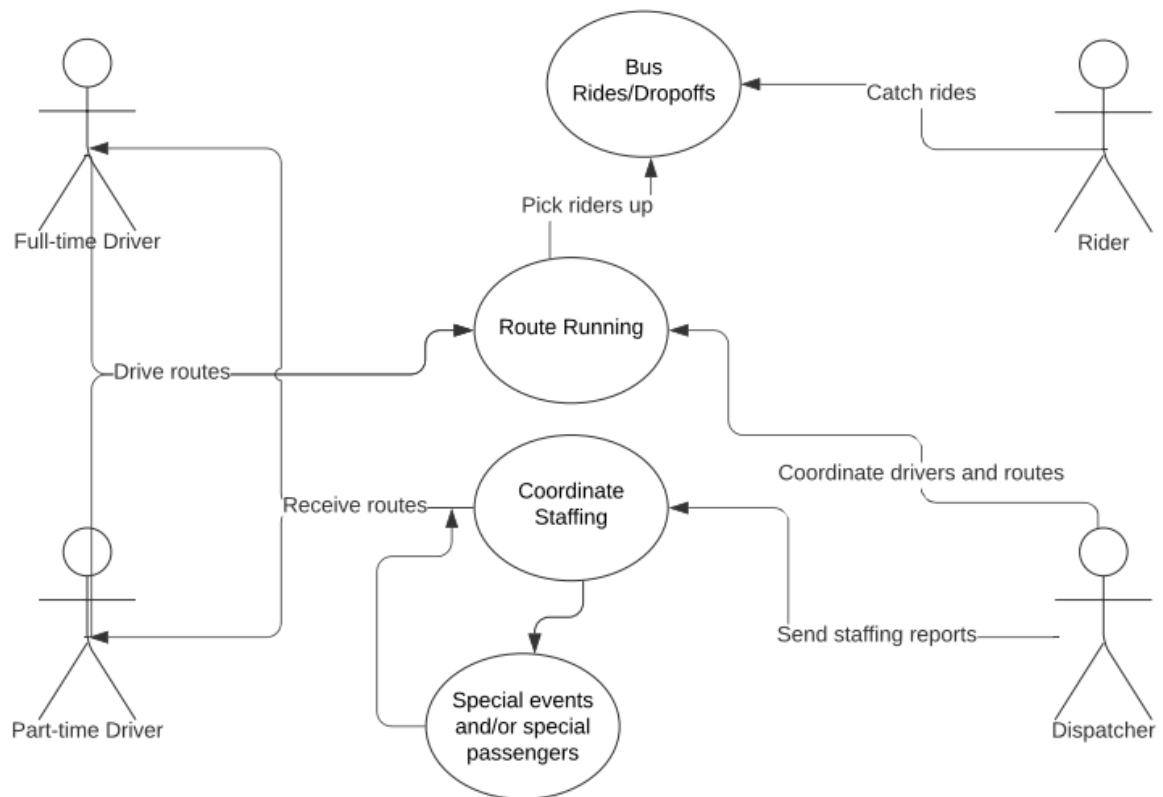 Bus
Rides/Dropoffs
Catch rides
Pick riders up
Full-time Driver
Rider
Route Running
Drive routes
Coordinate drivers and routes
Coordinate
Staffing
Receive routes
Send staffing reports
Special events
and/or special
passengers
Part-time Driver
Dispatcher